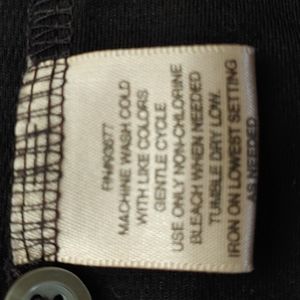 RN#93677
MACHINE WASH COLD
WITH LIKE COLORS
GENTLE CYCLE
USE ONLY NON-CHLORINE
BLEACH WHEN NEEDED
TUMBLE DRY LOW.
IRON ON LOWEST SETTING
AS NEEDED